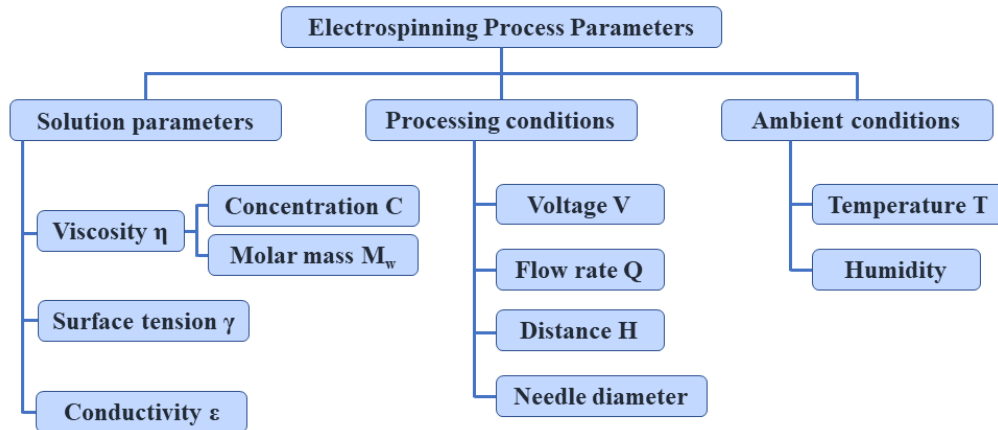 Electrospinning Process Parameters
Solution parameters
Processing conditions
Ambient conditions
Viscosity η
Concentration C
Molar mass M_w
Surface tension γ
Conductivity ε
Voltage V
Flow rate Q
Distance H
Needle diameter
Temperature T
Humidity